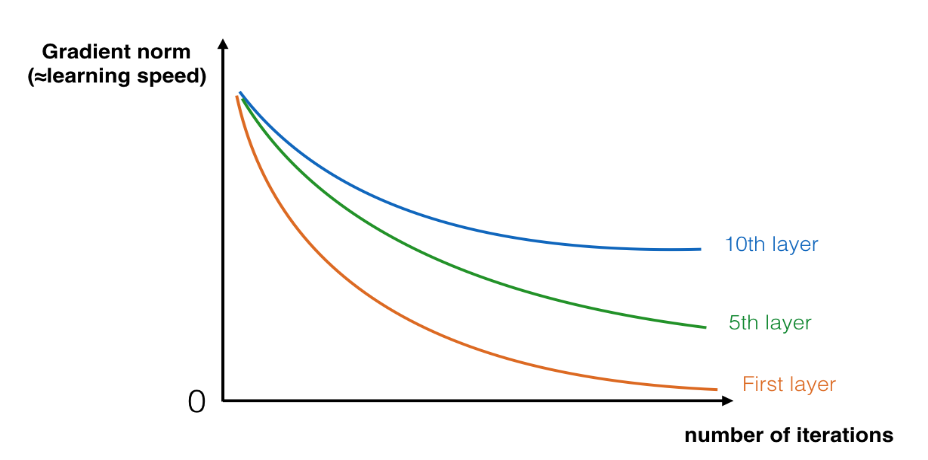 Gradient norm
(≈learning speed)
10th layer
5th layer
First layer
0
number of iterations